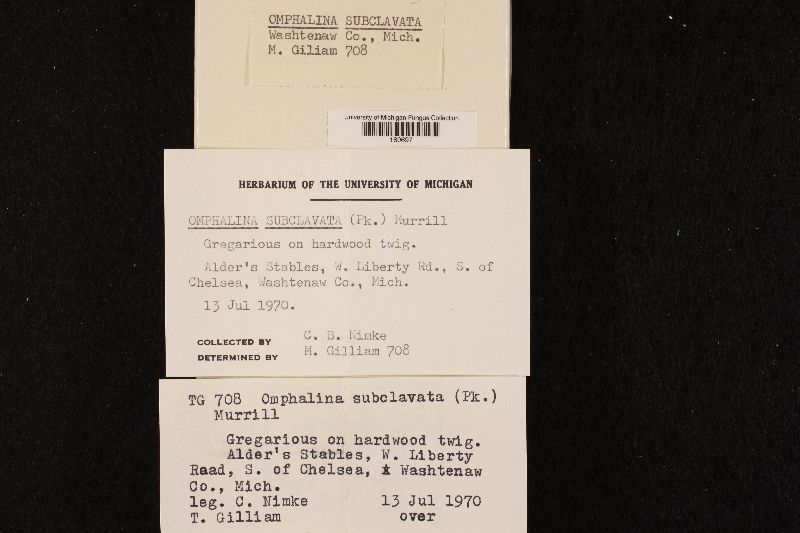 OMPHALINA SUBCLAVATA
Washtenaw Co., Mich.
M. Giliam 708
University of Michigan Fungus Collection
HERBARIUM OF THE UNIVERSITY OF MICHIGAN
OMPHALINA SUBCLAVATA (Pk.) Murrill
Gregarious on hardwood twig.
Alder's Stables, W. Liberty Rd., S. of
Chelsea, Washtenaw Co., Mich.
13 Jul 1970.
COLLECTED BY C. B. Nimke
DETERMINED BY M. Gilliam 708
TG 708 Omphalina subclavata (Pk.)
Murrill
Gregarious on hardwood twig.
Alder's Stables, W. Liberty
Raad, S. of Chelsea, Washtenaw
Co., Mich.
leg. C. Nimke 13 Jul 1970
T. Gilliam over